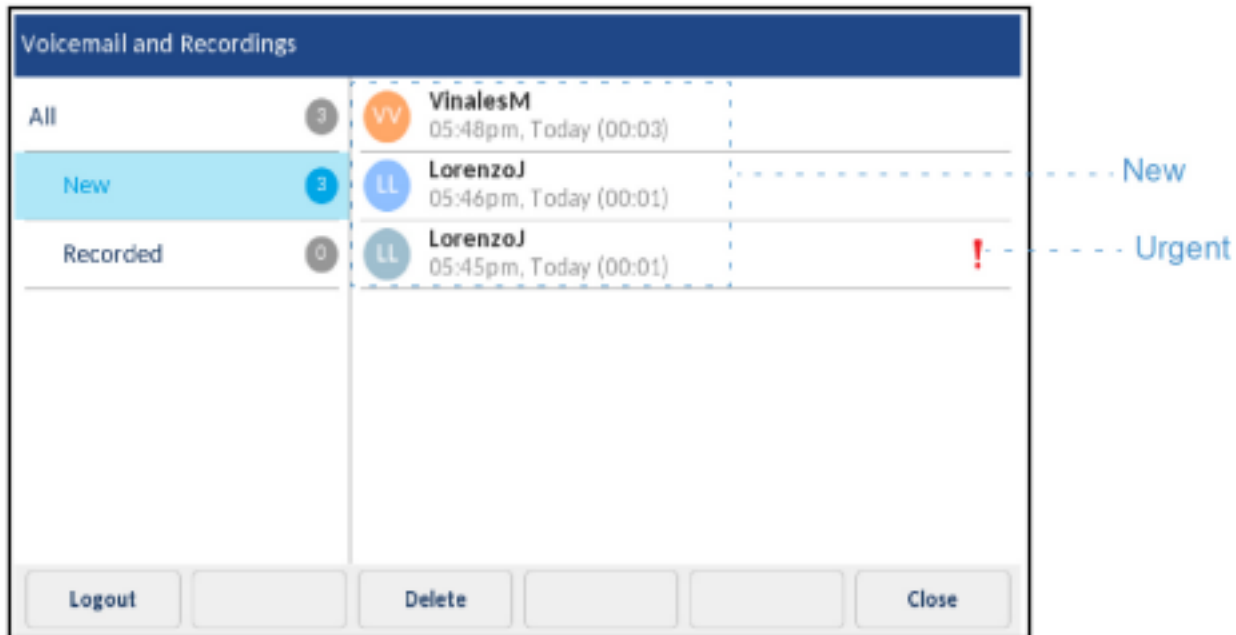 Voicemail and Recordings
All 3
VV VinalesM
05:48pm, Today (00:03)
New 3
LL LorenzoJ
05:46pm, Today (00:01)
New
Recorded 0
LL LorenzoJ
05:45pm, Today (00:01)
! Urgent
Logout Delete Close